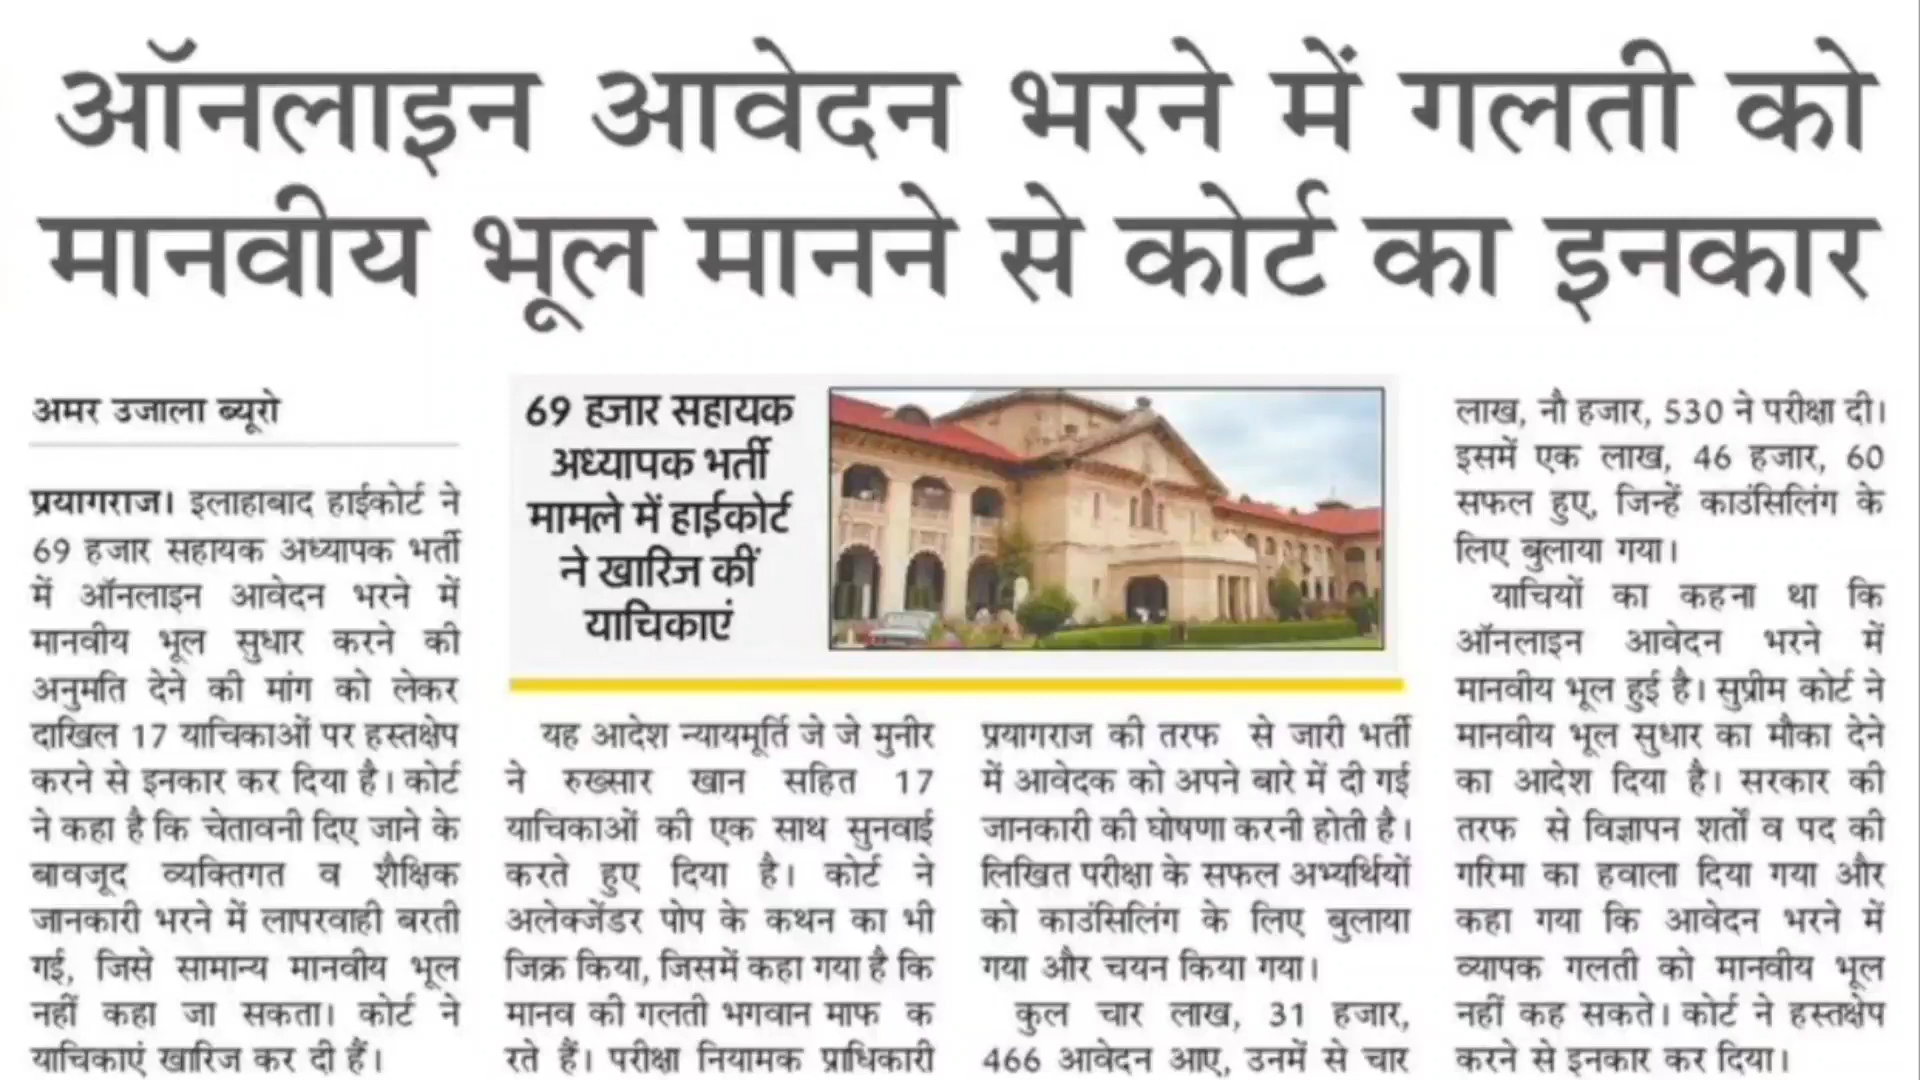 ऑनलाइन आवेदन भरने में गलती को
मानवीय भूल मानने से कोर्ट का इनकार
अमर उजाला ब्यूरो
प्रयागराज। इलाहाबाद हाईकोर्ट ने
69 हजार सहायक अध्यापक भर्ती
में ऑनलाइन आवेदन भरने में
मानवीय भूल सुधार करने की
अनुमति देने की मांग को लेकर
दाखिल 17 याचिकाओं पर हस्तक्षेप
करने से इनकार कर दिया है। कोर्ट
ने कहा है कि चेतावनी दिए जाने के
बावजूद व्यक्तिगत व शैक्षिक
जानकारी भरने में लापरवाही बरती
गई, जिसे सामान्य मानवीय भूल
नहीं कहा जा सकता। कोर्ट ने
याचिकाएं खारिज कर दी हैं।
69 हजार सहायक
अध्यापक भर्ती
मामले में हाईकोर्ट
ने खारिज कीं
याचिकाएं
यह आदेश न्यायमूर्ति जे जे मुनीर
ने रुख्सार खान सहित 17
याचिकाओं की एक साथ सुनवाई
करते हुए दिया है। कोर्ट ने
अलेक्जेंडर पोप के कथन का भी
जिक्र किया, जिसमें कहा गया है कि
मानव की गलती भगवान माफ क
रते हैं। परीक्षा नियामक प्राधिकारी
प्रयागराज की तरफ से जारी भर्ती
में आवेदक को अपने बारे में दी गई
जानकारी की घोषणा करनी होती है।
लिखित परीक्षा के सफल अभ्यर्थियों
को काउंसिलिंग के लिए बुलाया
गया और चयन किया गया।
कुल चार लाख, 31 हजार,
466 आवेदन आए, उनमें से चार
लाख, नौ हजार, 530 ने परीक्षा दी।
इसमें एक लाख, 46 हजार, 60
सफल हुए, जिन्हें काउंसिलिंग के
लिए बुलाया गया।
याचियों का कहना था कि
ऑनलाइन आवेदन भरने में
मानवीय भूल हुई है। सुप्रीम कोर्ट ने
मानवीय भूल सुधार का मौका देने
का आदेश दिया है। सरकार की
तरफ से विज्ञापन शर्तों व पद की
गरिमा का हवाला दिया गया और
कहा गया कि आवेदन भरने में
व्यापक गलती को मानवीय भूल
नहीं कह सकते। कोर्ट ने हस्तक्षेप
करने से इनकार कर दिया।